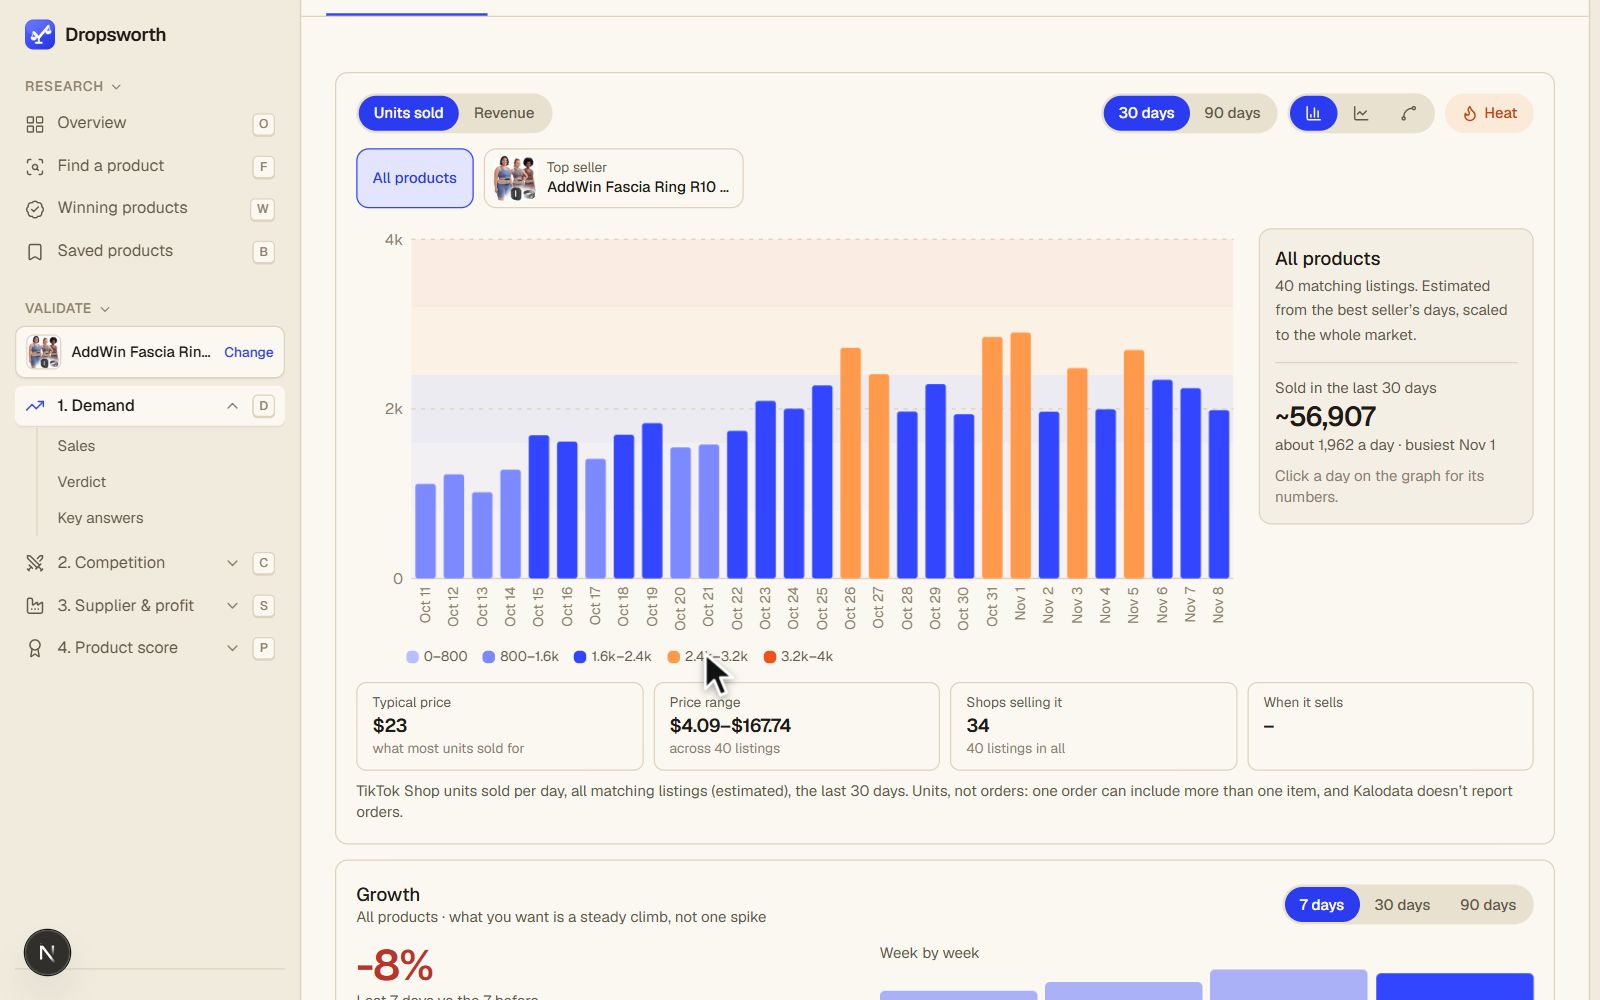 Dropsworth
RESEARCH
Overview
O
Find a product
F
Winning products
W
Saved products
B
VALIDATE
AddWin Fascia Rin...
Change
1. Demand
D
Sales
Verdict
Key answers
2. Competition
C
3. Supplier & profit
S
4. Product score
P
N
Units sold
Revenue
30 days
90 days
Heat
All products
Top seller
AddWin Fascia Ring R10 ...
4k
2k
0
Oct 11
Oct 12
Oct 13
Oct 14
Oct 15
Oct 16
Oct 17
Oct 18
Oct 19
Oct 20
Oct 21
Oct 22
Oct 23
Oct 24
Oct 25
Oct 26
Oct 27
Oct 28
Oct 29
Oct 30
Oct 31
Nov 1
Nov 2
Nov 3
Nov 4
Nov 5
Nov 6
Nov 7
Nov 8
0–800
800–1.6k
1.6k–2.4k
2.4k–3.2k
3.2k–4k
All products
40 matching listings. Estimated
from the best seller's days, scaled
to the whole market.
Sold in the last 30 days
~56,907
about 1,962 a day · busiest Nov 1
Click a day on the graph for its
numbers.
Typical price
$23
what most units sold for
Price range
$4.09–$167.74
across 40 listings
Shops selling it
34
40 listings in all
When it sells
–
TikTok Shop units sold per day, all matching listings (estimated), the last 30 days. Units, not orders: one order can include more than one item, and Kalodata doesn't report
orders.
Growth
All products · what you want is a steady climb, not one spike
7 days
30 days
90 days
-8%
Last 7 days vs the 7 before
Week by week